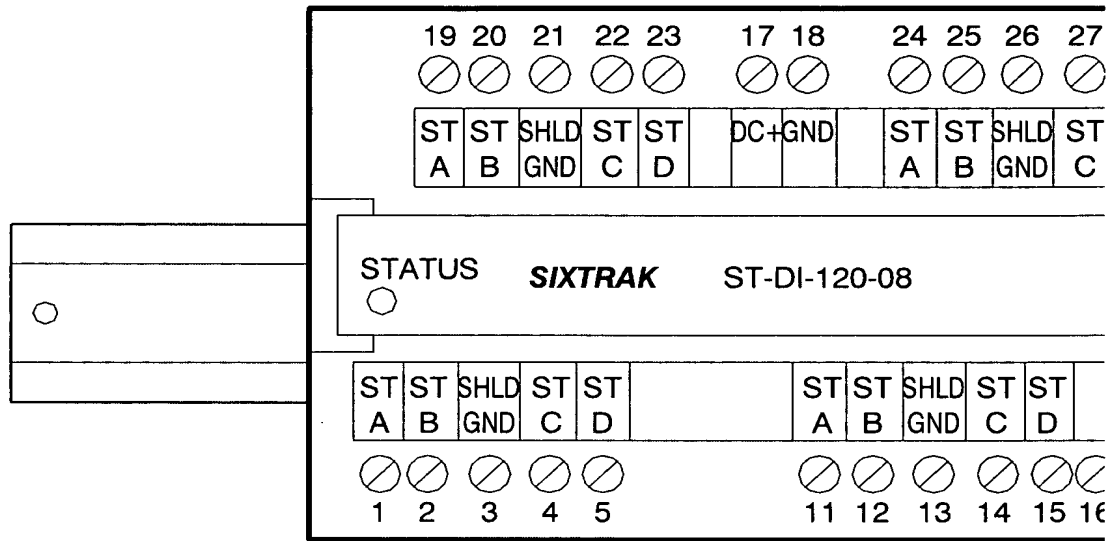 19 20 21 22 23 17 18 24 25 26 27
ST ST SHLD ST ST DC+ GND ST ST SHLD ST
A B GND C D A B GND C
STATUS SIXTRAK ST-DI-120-08
ST ST SHLD ST ST ST ST SHLD ST ST
A B GND C D A B GND C D
1 2 3 4 5 11 12 13 14 15 16